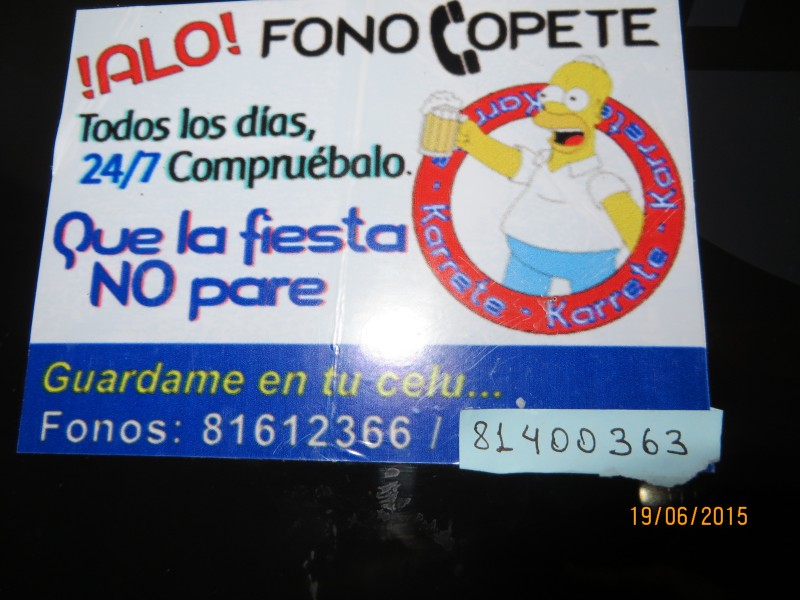 !ALO! FONO COPETE
Todos los días,
24/7 Compruébalo.
Que la fiesta
NO pare
Karrete · Karrete · Karrete · Karrete
Guardame en tu celu...
Fonos: 81612366 / 81400363
19/06/2015